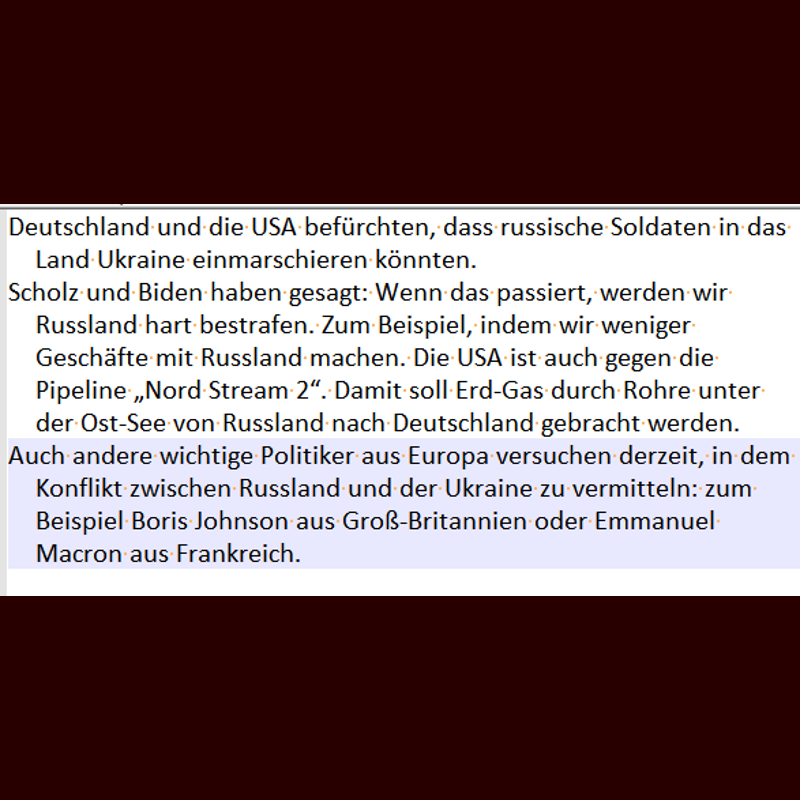 Deutschland und die USA befürchten, dass russische Soldaten in das
Land Ukraine einmarschieren könnten.
Scholz und Biden haben gesagt: Wenn das passiert, werden wir
Russland hart bestrafen. Zum Beispiel, indem wir weniger
Geschäfte mit Russland machen. Die USA ist auch gegen die
Pipeline „Nord Stream 2“. Damit soll Erd-Gas durch Rohre unter
der Ost-See von Russland nach Deutschland gebracht werden.
Auch andere wichtige Politiker aus Europa versuchen derzeit, in dem
Konflikt zwischen Russland und der Ukraine zu vermitteln: zum
Beispiel Boris Johnson aus Groß-Britannien oder Emmanuel
Macron aus Frankreich.